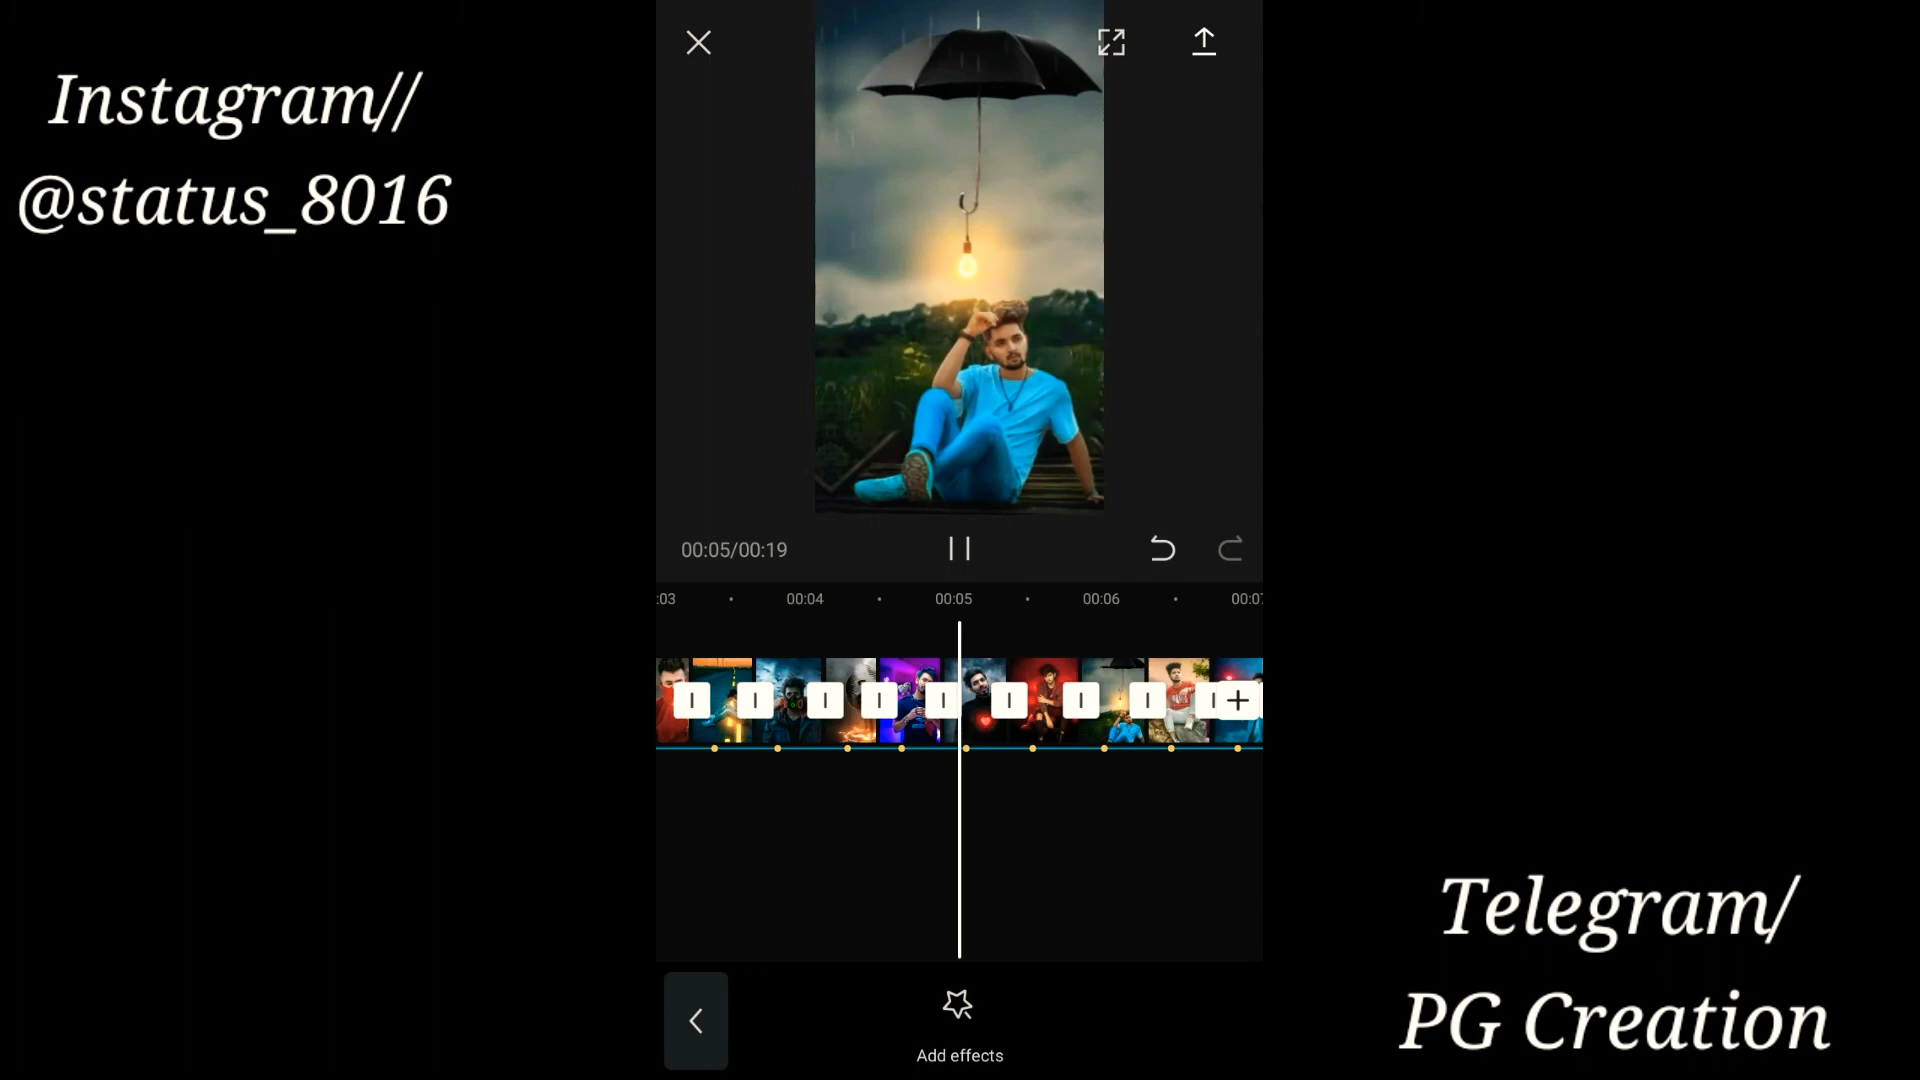 Instagram//
@status_8016
00:05/00:19
:03 00:04 00:05 00:06 00:07
Add effects
Telegram/
PG Creation